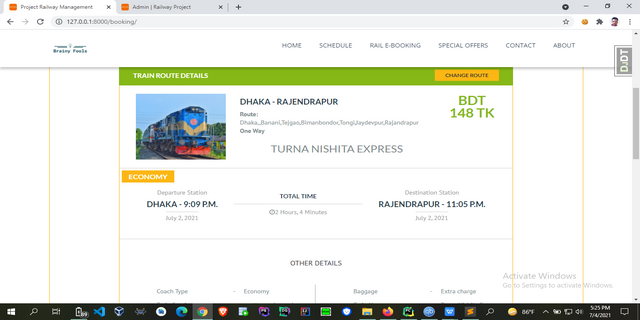 Project Railway Management
Admin | Railway Project
127.0.0.1:8000/booking/
Brainy Fools
HOME
SCHEDULE
RAIL E-BOOKING
SPECIAL OFFERS
CONTACT
ABOUT
DjDT
TRAIN ROUTE DETAILS
CHANGE ROUTE
DHAKA - RAJENDRAPUR
BDT
148 TK
Route:
Dhaka,,Banani,Tejgao,Bimanbondor,Tongi,Jaydevpur,Rajandrapur
One Way
TURNA NISHITA EXPRESS
ECONOMY
Departure Station
TOTAL TIME
Destination Station
DHAKA - 9:09 P.M.
2 Hours, 4 Minutes
RAJENDRAPUR - 11:05 P.M.
July 2, 2021
July 2, 2021
OTHER DETAILS
Coach Type - Economy
Baggage - Extra charge
Activate Windows
Go to Settings to activate Windows.
86°F
5:25 PM
7/4/2021